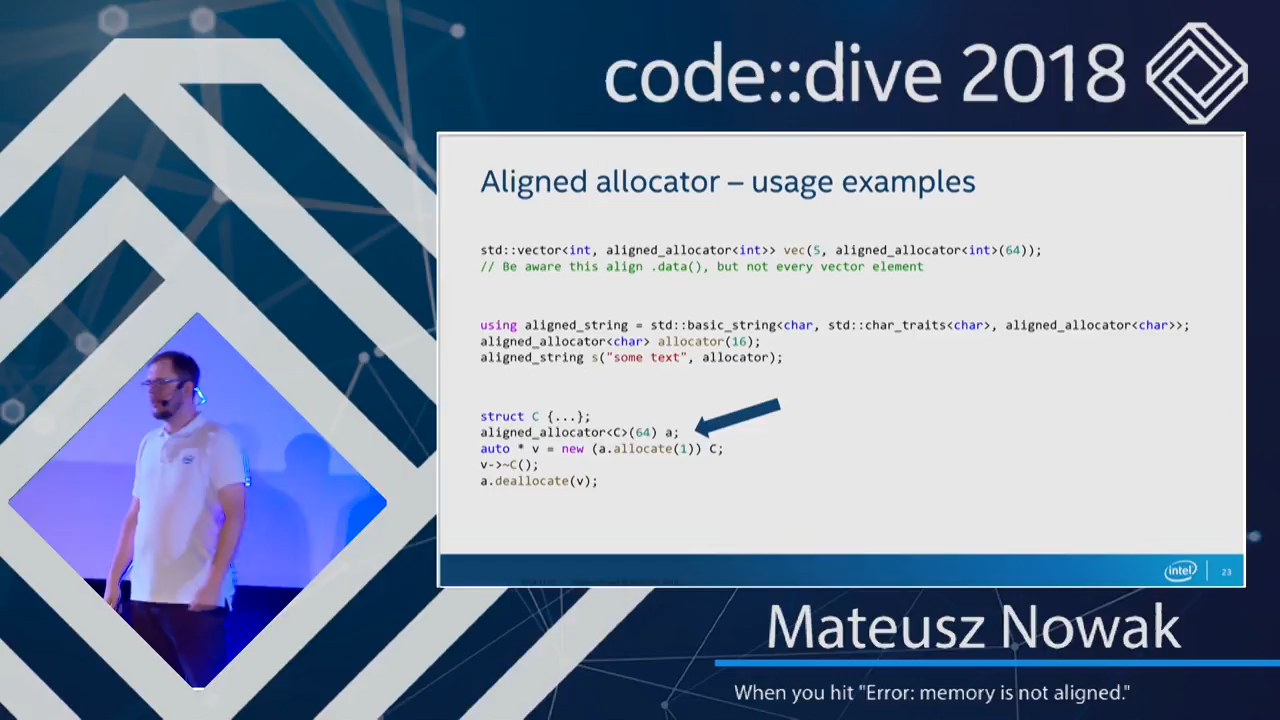 code::dive 2018
Aligned allocator – usage examples
std::vector<int, aligned_allocator<int>> vec(5, aligned_allocator<int>(64));
// Be aware this align .data(), but not every vector element
using aligned_string = std::basic_string<char, std::char_traits<char>, aligned_allocator<char>>;
aligned_allocator<char> allocator(16);
aligned_string s("some text", allocator);
struct C {...};
aligned_allocator<C>(64) a;
auto * v = new (a.allocate(1)) C;
v->~C();
a.deallocate(v);
intel
23
Mateusz Nowak
When you hit "Error: memory is not aligned."